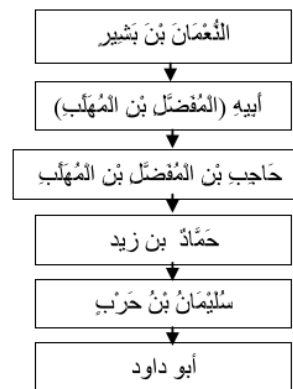 النُّعْمَانَ بْنَ بَشِيرٍ
أَبِيهِ (الْمُفَضَّلِ بْنِ الْمُهَلَّبِ)
حَاجِبِ بْنِ الْمُفَضَّلِ بْنِ الْمُهَلَّبِ
حَمَّادٌ بن زيد
سُلَيْمَانُ بْنُ حَرْبٍ
أبو داود